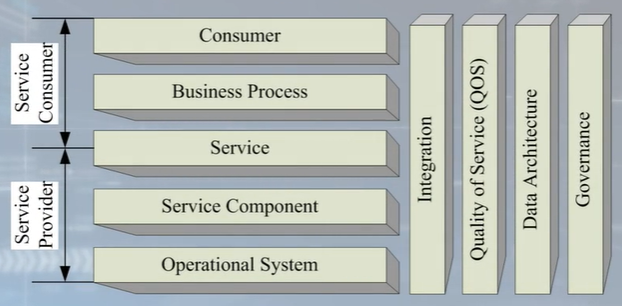 Service
Consumer
Service
Provider
Consumer
Business Process
Service
Service Component
Operational System
Integration
Quality of Service (QOS)
Data Architecture
Governance